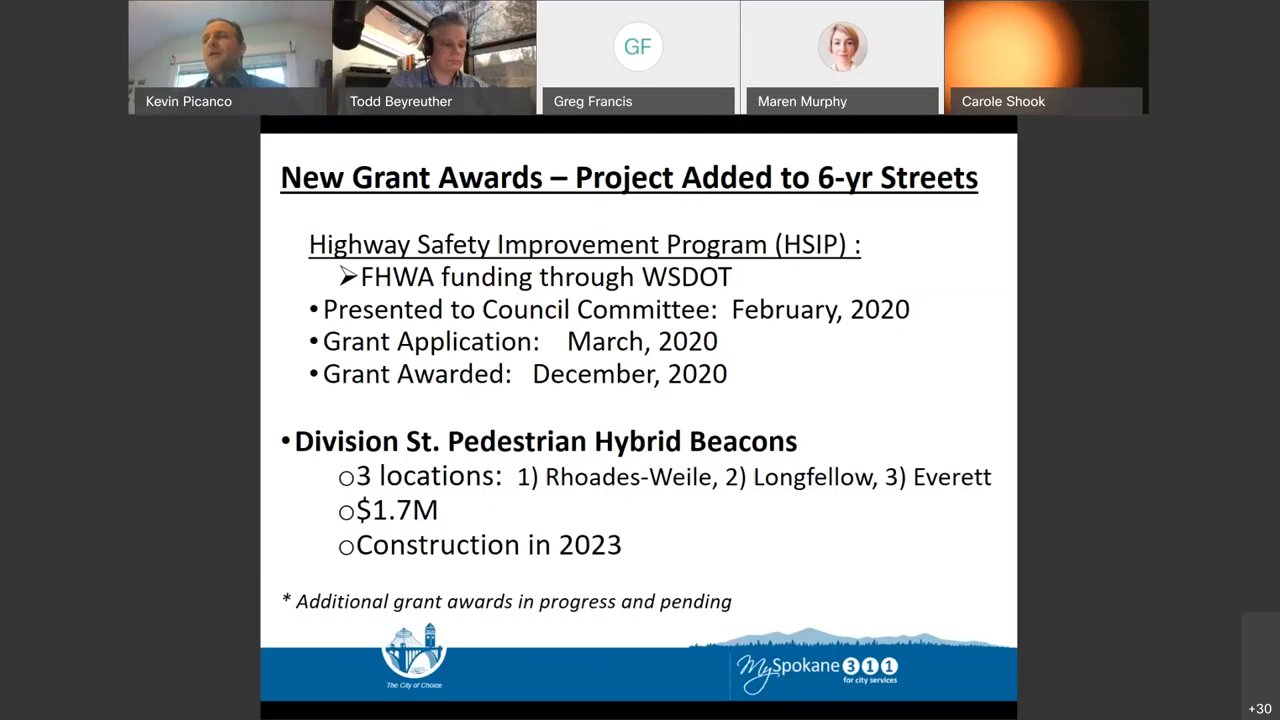 Kevin Picanco
Todd Beyreuther
GF
Greg Francis
Maren Murphy
Carole Shook
New Grant Awards – Project Added to 6-yr Streets
Highway Safety Improvement Program (HSIP) :
➢FHWA funding through WSDOT
• Presented to Council Committee: February, 2020
• Grant Application: March, 2020
• Grant Awarded: December, 2020
• Division St. Pedestrian Hybrid Beacons
○3 locations: 1) Rhoades-Weile, 2) Longfellow, 3) Everett
○$1.7M
○Construction in 2023
* Additional grant awards in progress and pending
The City of Choice
MySpokane 311
for city services
+30